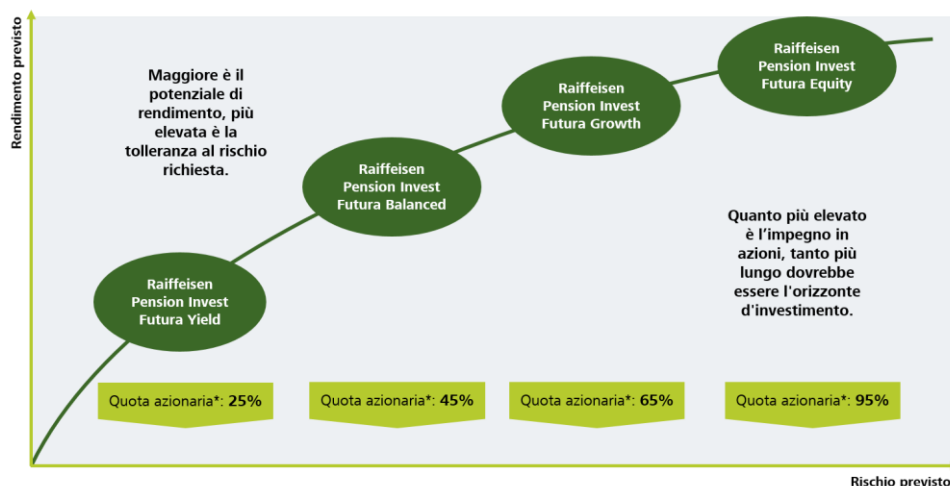 Rendimento previsto
Maggiore è il
potenziale di
rendimento, più
elevata è la
tolleranza al rischio
richiesta.
Raiffeisen
Pension Invest
Futura Yield
Raiffeisen
Pension Invest
Futura Balanced
Raiffeisen
Pension Invest
Futura Growth
Raiffeisen
Pension Invest
Futura Equity
Quanto più elevato
è l’impegno in
azioni, tanto più
lungo dovrebbe
essere l'orizzonte
d'investimento.
Quota azionaria*: 25%
Quota azionaria*: 45%
Quota azionaria*: 65%
Quota azionaria*: 95%
Rischio previsto